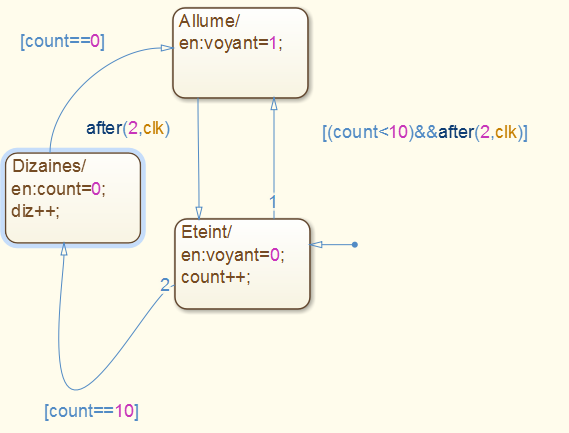 Allume/
en:voyant=1;
[count==0]
after(2,clk)
[(count<10)&&after(2,clk)]
Dizaines/
en:count=0;
diz++;
1
Eteint/
en:voyant=0;
count++;
2
[count==10]